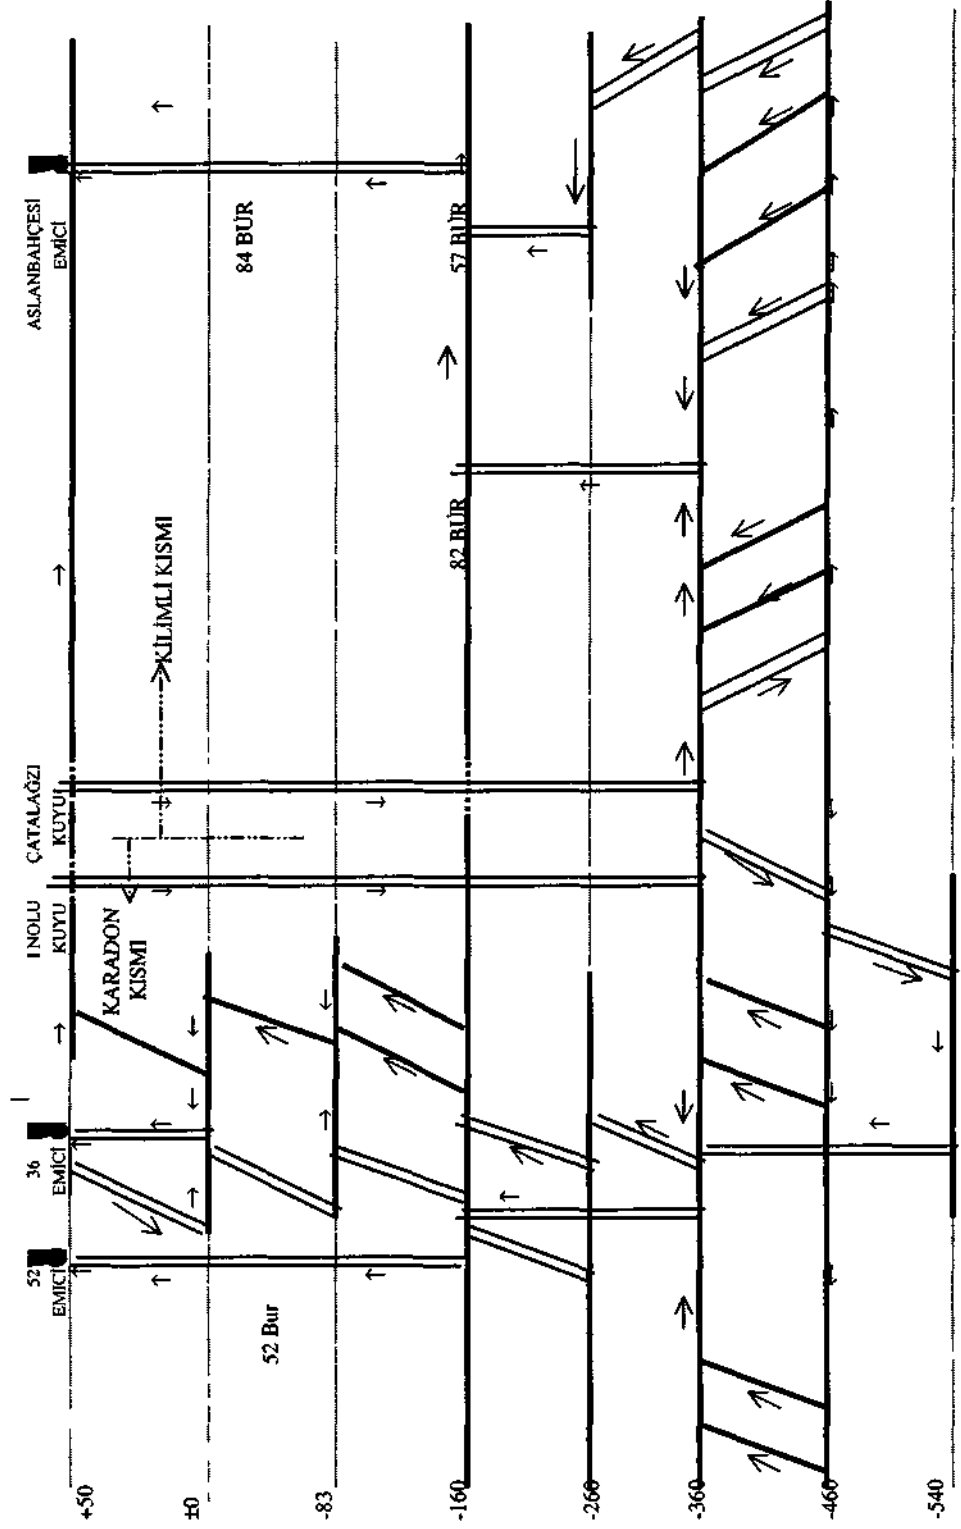 52
EMİCİ
36
EMİCİ
1 NOLU
KUYU
ÇATALAĞZI
KUYU
ASLANBAHÇESİ
EMİCİ
KARADON
KISMI
KİLİMLİ KISMI
52 Bur
84 BÜR
82 BÜR
57 BÜR
+50
±0
-83
-160
-260
-360
-460
-540